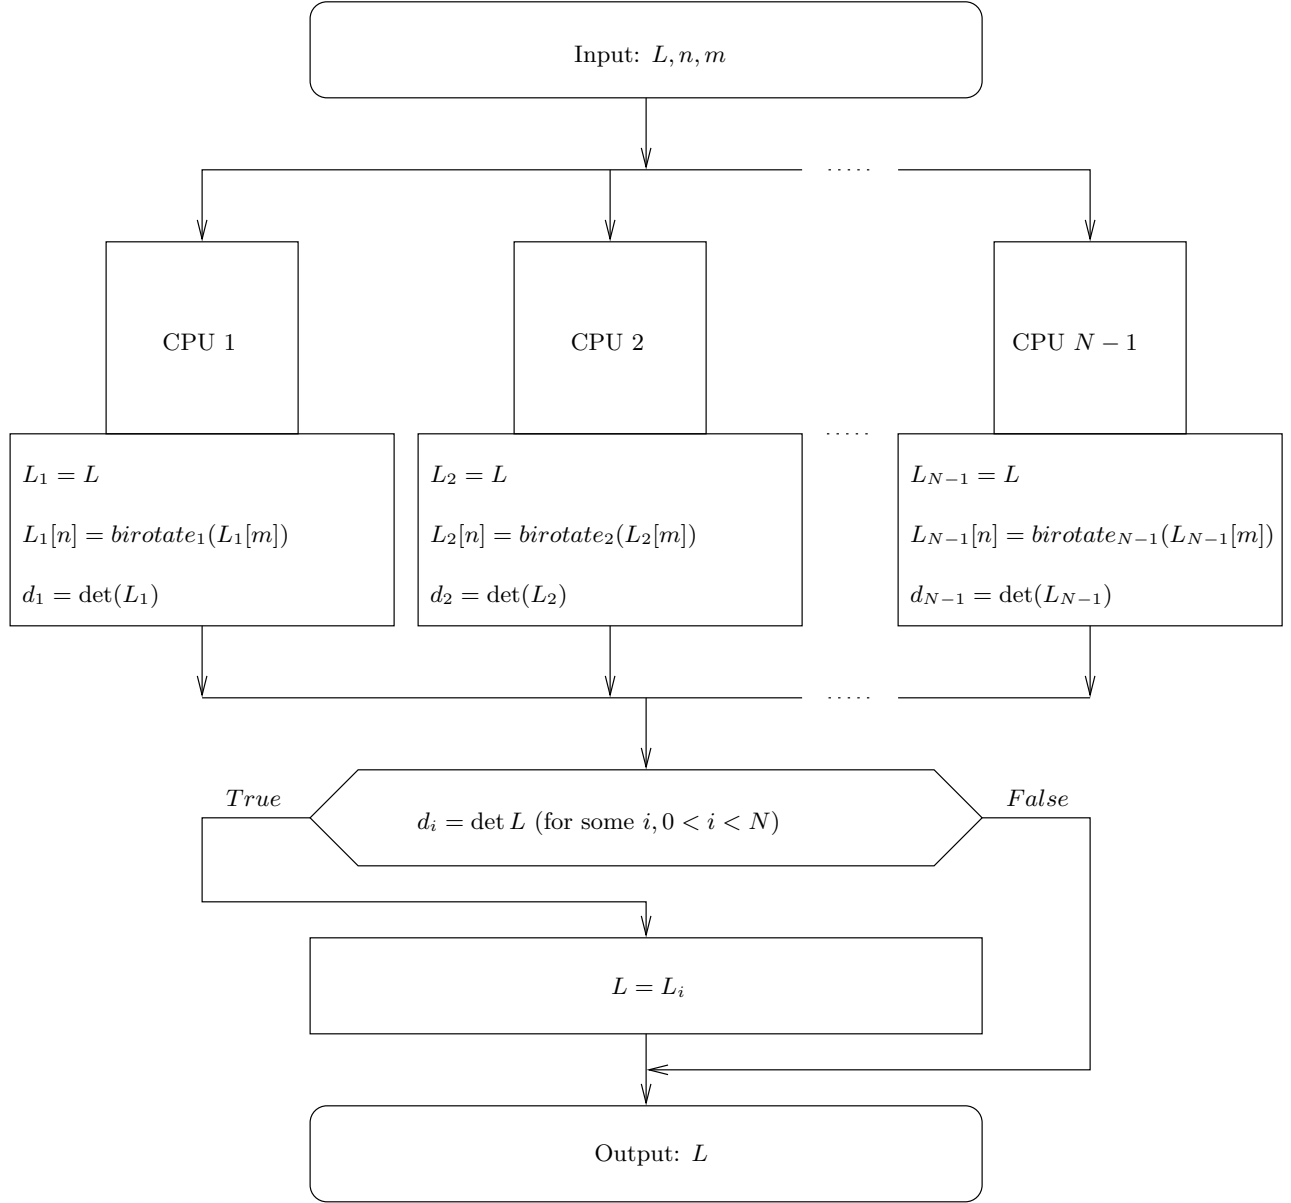 Input: L, n, m
.....
CPU 1
CPU 2
CPU N − 1
.....
L₁ = L
L₁[n] = birotate₁(L₁[m])
d₁ = det(L₁)
L₂ = L
L₂[n] = birotate₂(L₂[m])
d₂ = det(L₂)
L_{N−1} = L
L_{N−1}[n] = birotate_{N−1}(L_{N−1}[m])
d_{N−1} = det(L_{N−1})
.....
True
dᵢ = det L (for some i, 0 < i < N)
False
L = Lᵢ
Output: L